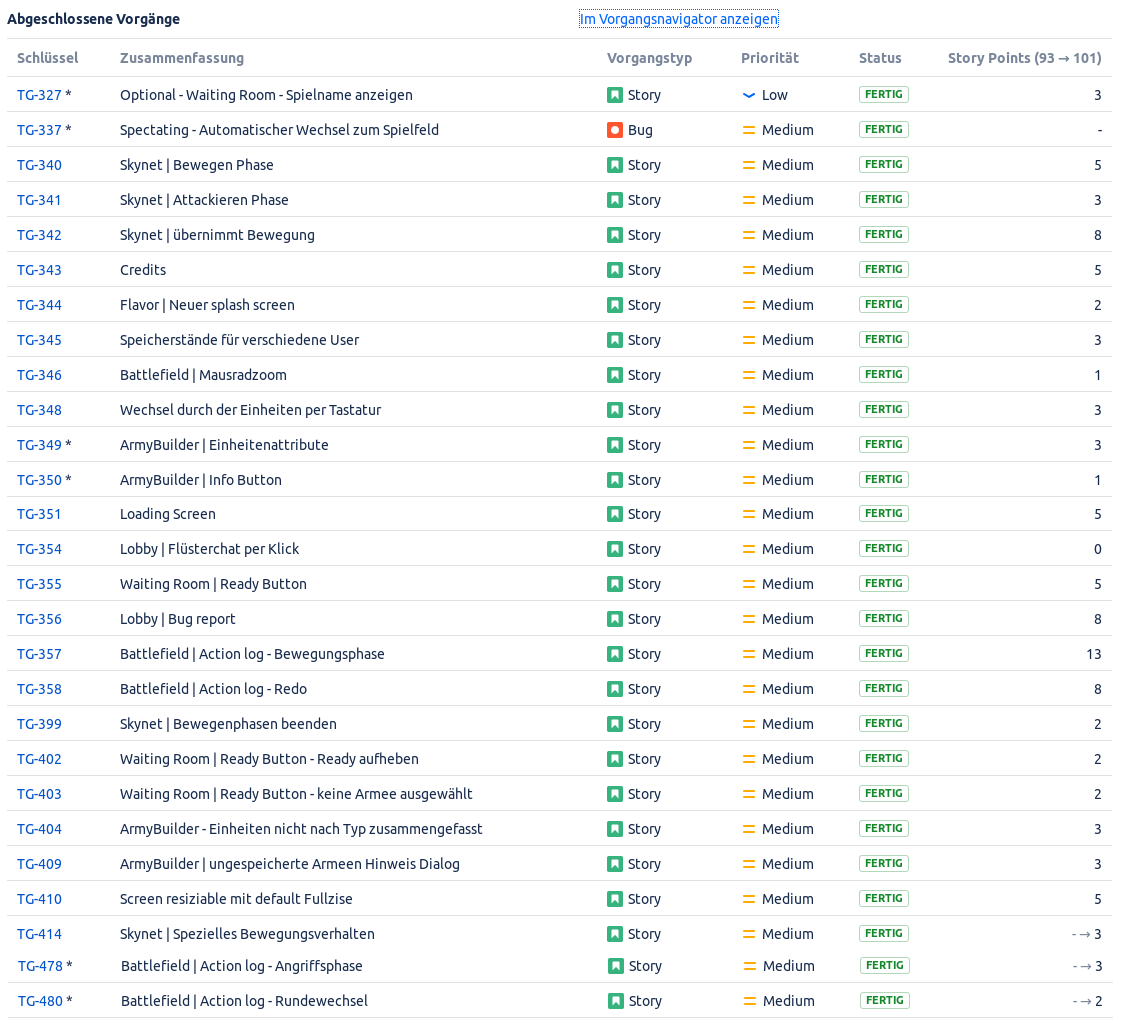 Abgeschlossene Vorgänge Im Vorgangsnavigator anzeigen
Schlüssel Zusammenfassung Vorgangstyp Priorität Status Story Points (93 → 101)
TG-327 * Optional - Waiting Room - Spielname anzeigen Story Low FERTIG 3
TG-337 * Spectating - Automatischer Wechsel zum Spielfeld Bug Medium FERTIG -
TG-340 Skynet | Bewegen Phase Story Medium FERTIG 5
TG-341 Skynet | Attackieren Phase Story Medium FERTIG 3
TG-342 Skynet | übernimmt Bewegung Story Medium FERTIG 8
TG-343 Credits Story Medium FERTIG 5
TG-344 Flavor | Neuer splash screen Story Medium FERTIG 2
TG-345 Speicherstände für verschiedene User Story Medium FERTIG 3
TG-346 Battlefield | Mausradzoom Story Medium FERTIG 1
TG-348 Wechsel durch der Einheiten per Tastatur Story Medium FERTIG 3
TG-349 * ArmyBuilder | Einheitenattribute Story Medium FERTIG 3
TG-350 * ArmyBuilder | Info Button Story Medium FERTIG 1
TG-351 Loading Screen Story Medium FERTIG 5
TG-354 Lobby | Flüsterchat per Klick Story Medium FERTIG 0
TG-355 Waiting Room | Ready Button Story Medium FERTIG 5
TG-356 Lobby | Bug report Story Medium FERTIG 8
TG-357 Battlefield | Action log - Bewegungsphase Story Medium FERTIG 13
TG-358 Battlefield | Action log - Redo Story Medium FERTIG 8
TG-399 Skynet | Bewegenphasen beenden Story Medium FERTIG 2
TG-402 Waiting Room | Ready Button - Ready aufheben Story Medium FERTIG 2
TG-403 Waiting Room | Ready Button - keine Armee ausgewählt Story Medium FERTIG 2
TG-404 ArmyBuilder - Einheiten nicht nach Typ zusammengefasst Story Medium FERTIG 3
TG-409 ArmyBuilder | ungespeicherte Armeen Hinweis Dialog Story Medium FERTIG 3
TG-410 Screen resiziable mit default Fullzise Story Medium FERTIG 5
TG-414 Skynet | Spezielles Bewegungsverhalten Story Medium FERTIG - → 3
TG-478 * Battlefield | Action log - Angriffsphase Story Medium FERTIG - → 3
TG-480 * Battlefield | Action log - Rundewechsel Story Medium FERTIG - → 2